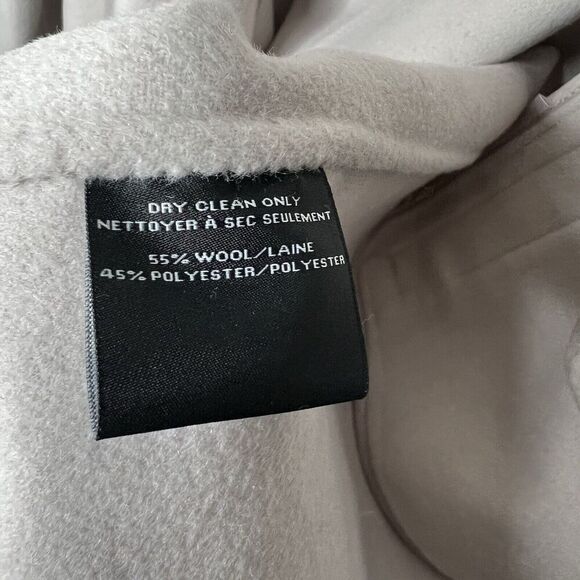 DRY CLEAN ONLY
NETTOYER À SEC SEULEMENT
55% WOOL/LAINE
45% POLYESTER/POLYESTER